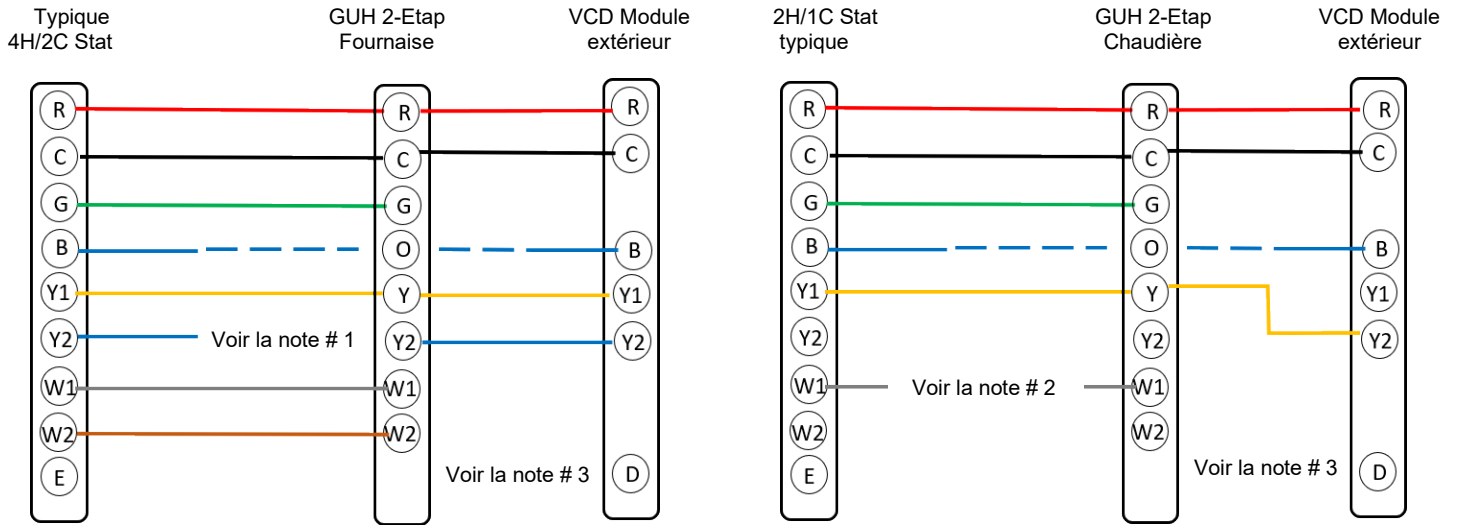 Typique
4H/2C Stat
GUH 2-Etap
Fournaise
VCD Module
extérieur
R R R
C C C
G G
B O B
Y1 Y Y1
Y2 Voir la note # 1 Y2 Y2
W1 W1
W2 W2
E Voir la note # 3 D
2H/1C Stat
typique
GUH 2-Etap
Chaudière
VCD Module
extérieur
R R R
C C C
G G
B O B
Y1 Y Y1
Y2 Y2 Y2
W1 Voir la note # 2 W1
W2 W2
E Voir la note # 3 D